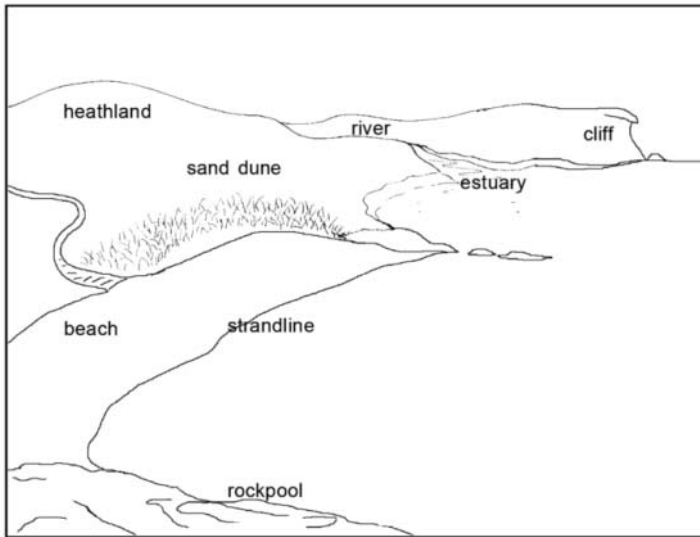 heathland
river
cliff
sand dune
estuary
beach
strandline
rockpool